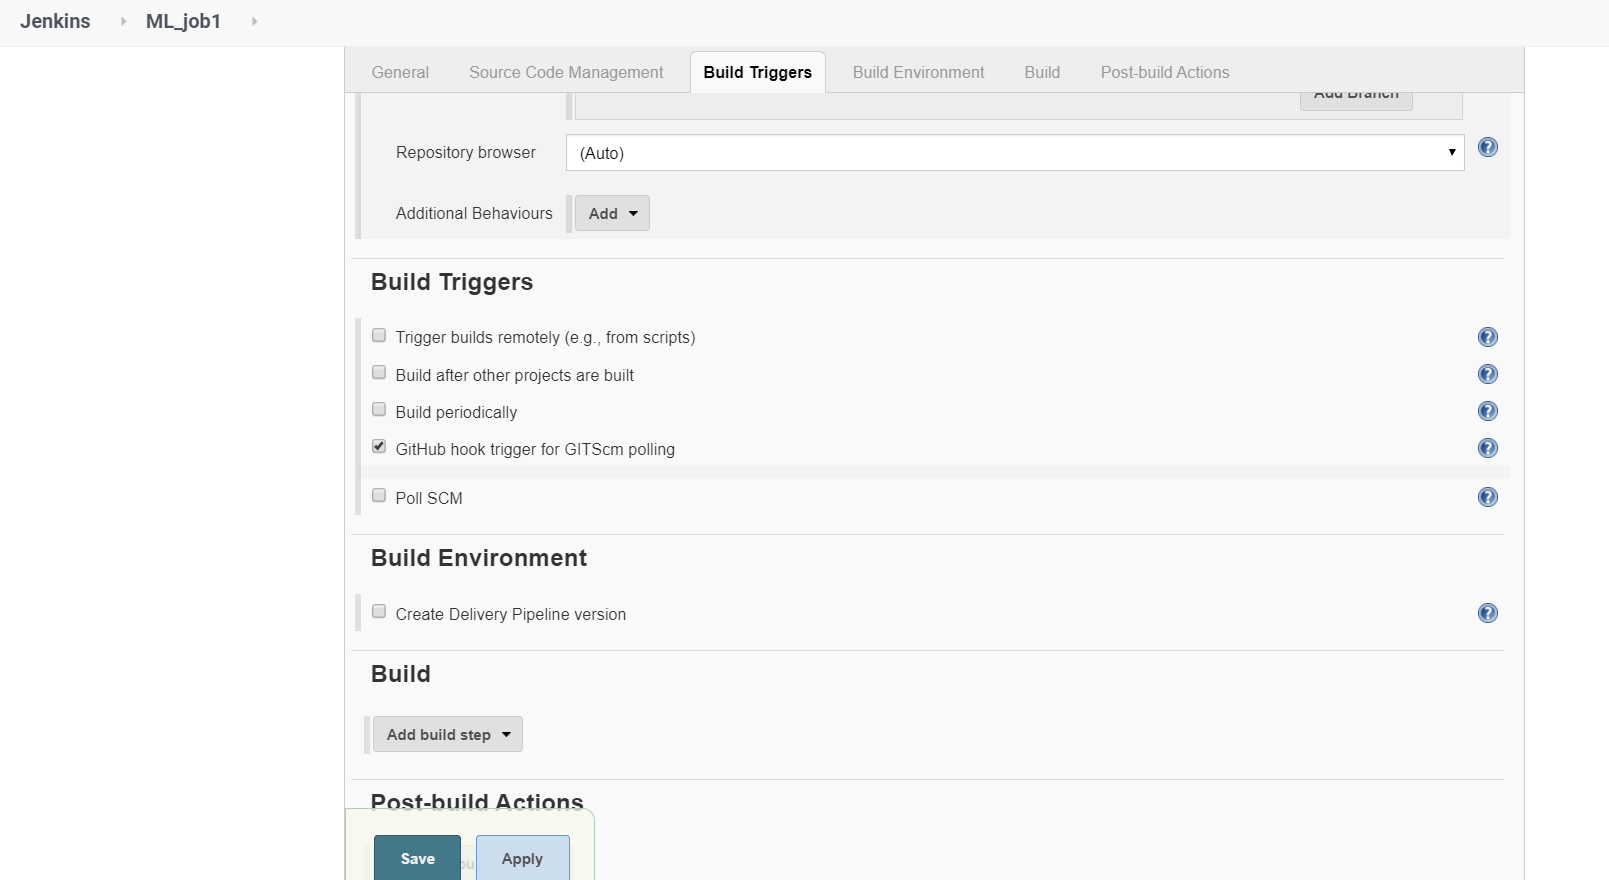 Jenkins ML_job1
General Source Code Management Build Triggers Build Environment Build Post-build Actions
Add Branch
Repository browser (Auto)
Additional Behaviours Add
Build Triggers
Trigger builds remotely (e.g., from scripts)
Build after other projects are built
Build periodically
GitHub hook trigger for GITScm polling
Poll SCM
Build Environment
Create Delivery Pipeline version
Build
Add build step
Post-build Actions
Save Apply